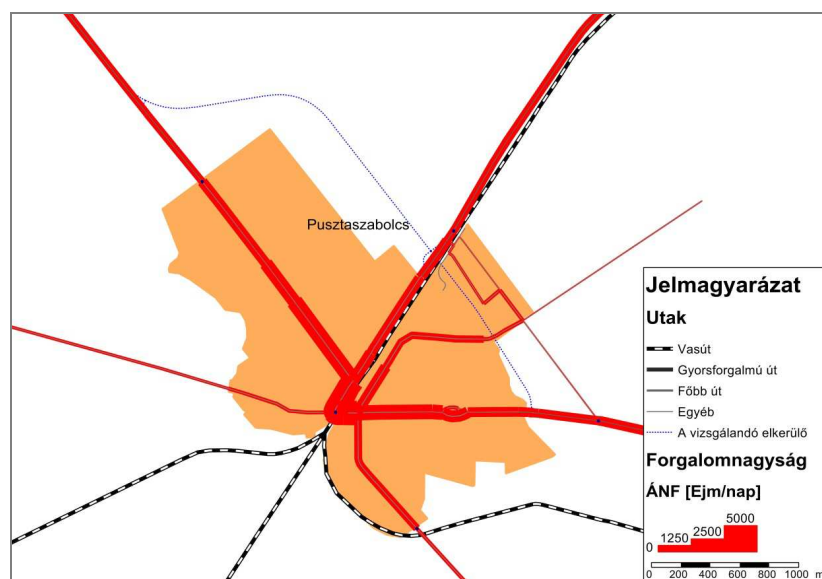 Pusztaszabolcs
Jelmagyarázat
Utak
Vasút
Gyorsforgalmú út
Főbb út
Egyéb
A vizsgálandó elkerülő
Forgalomnagyság
ÁNF [Ejm/nap]
0 1250 2500 5000
0 200 400 600 800 1000 m